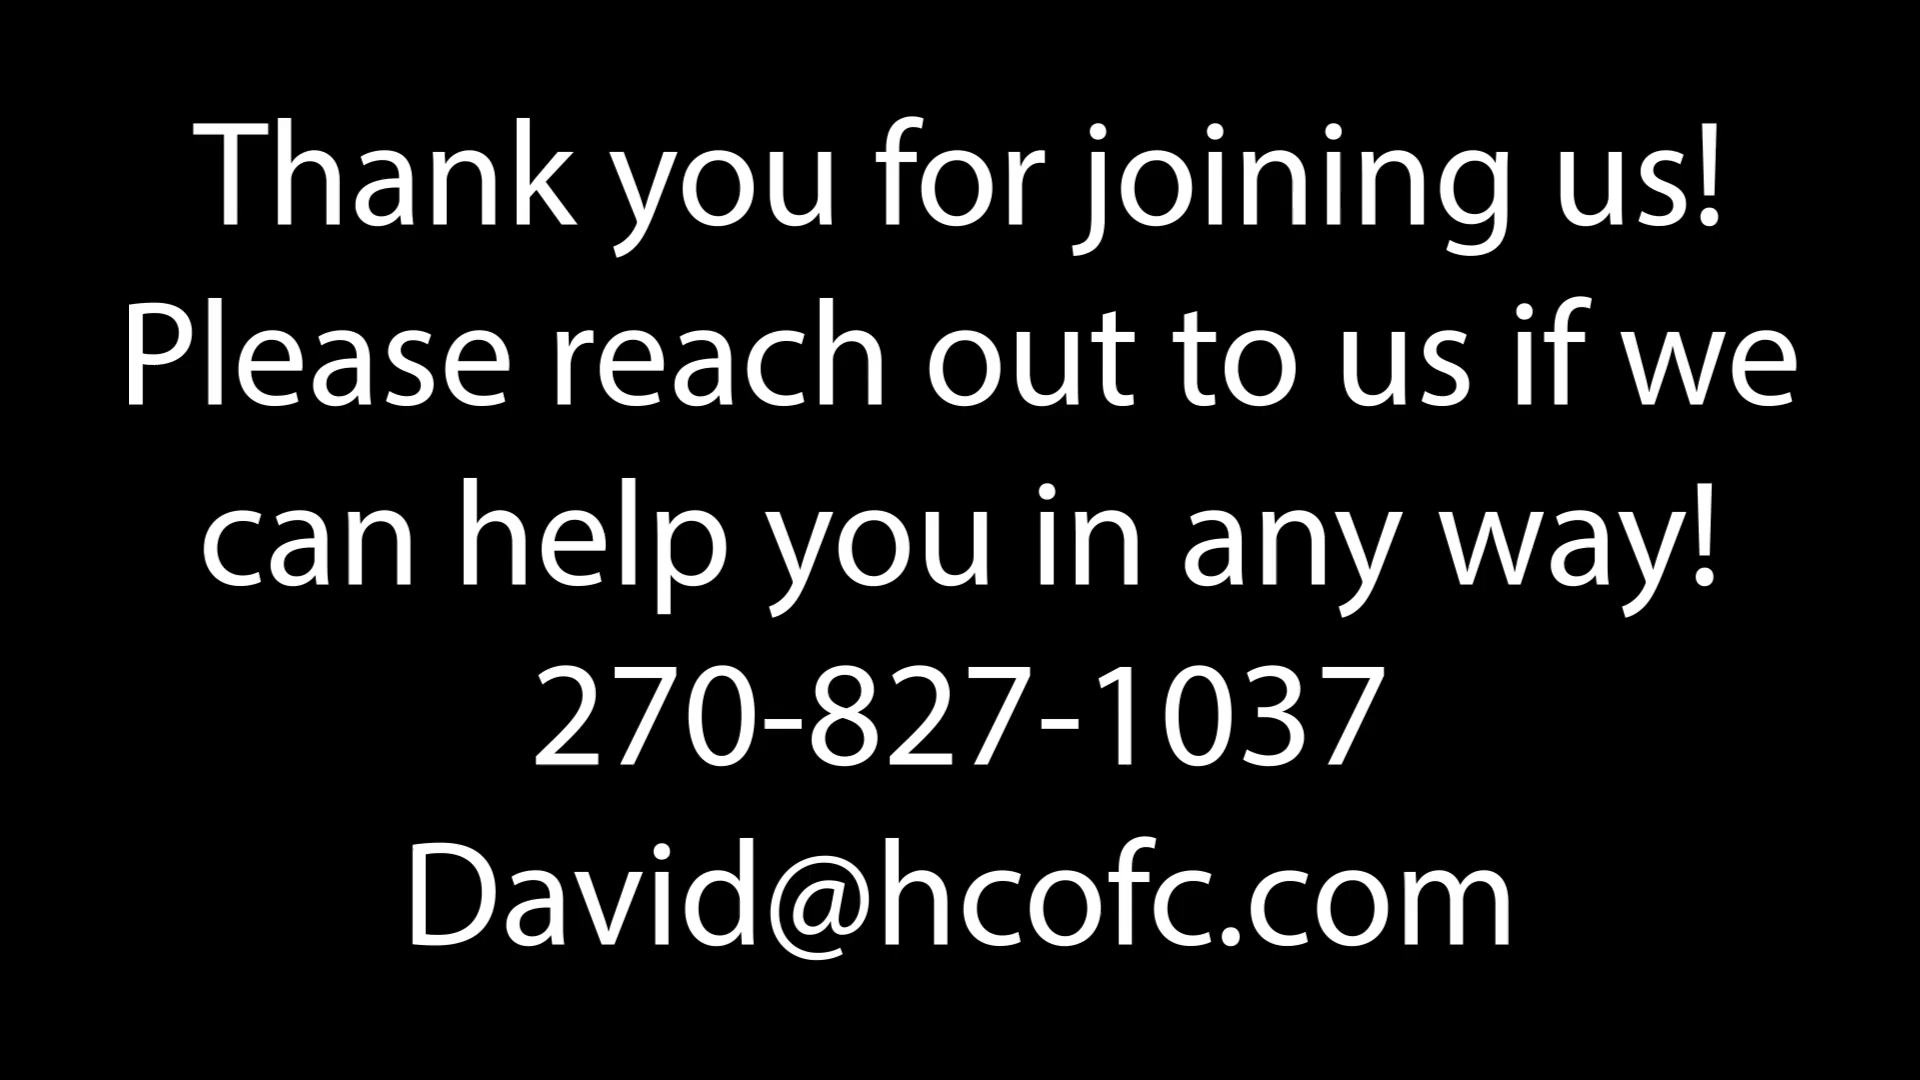 Thank you for joining us!
Please reach out to us if we
can help you in any way!
270-827-1037
David@hcofc.com